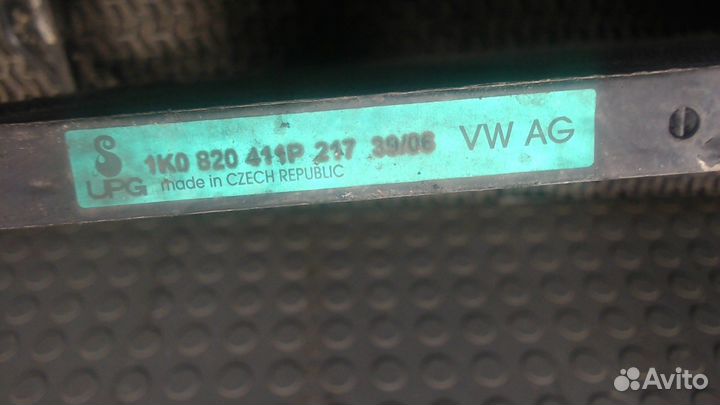 1K0 820 411P 217 39/06 VW AG
UPG made in CZECH REPUBLIC
Avito